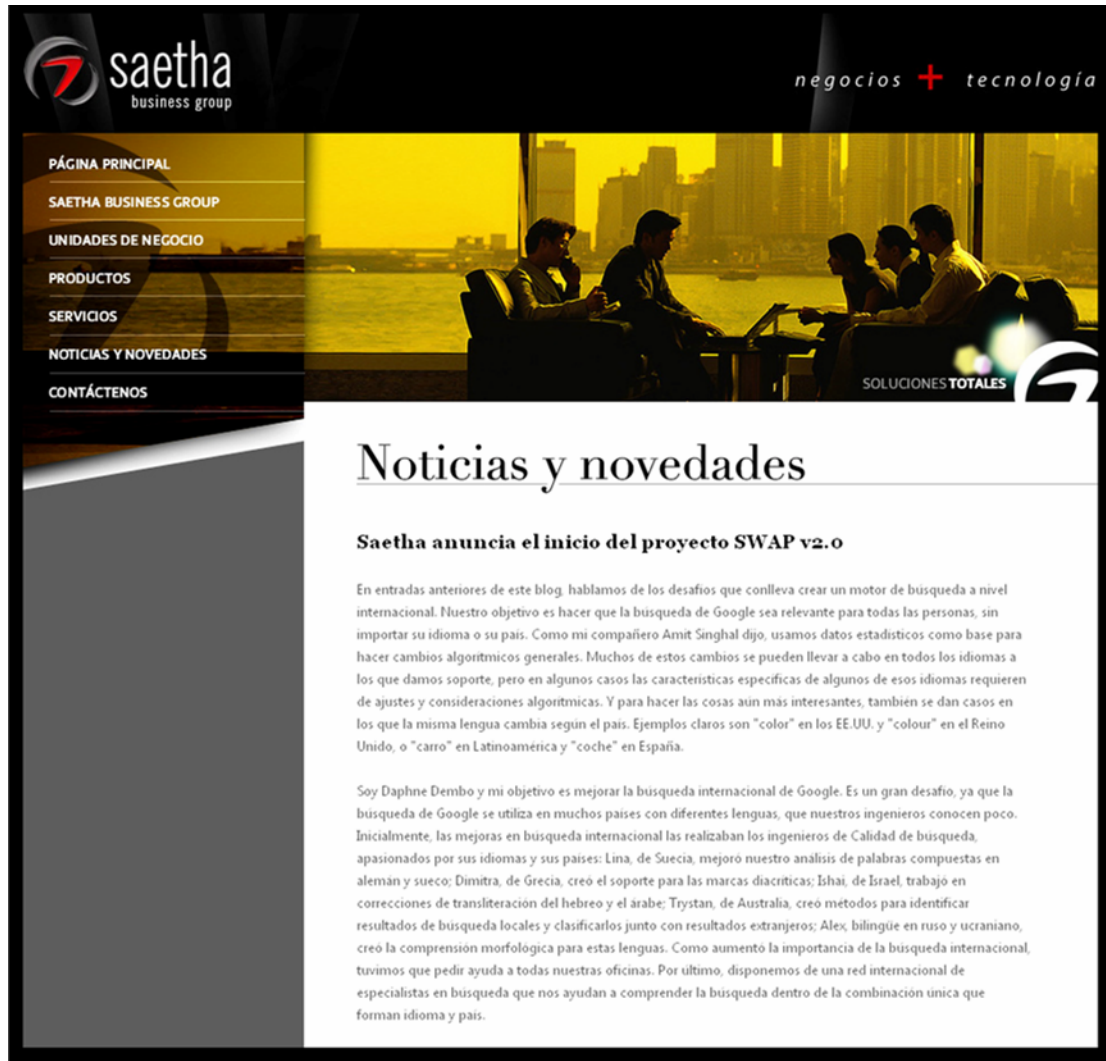 saetha
business group
negocios + tecnología
PÁGINA PRINCIPAL
SAETHA BUSINESS GROUP
UNIDADES DE NEGOCIO
PRODUCTOS
SERVICIOS
NOTICIAS Y NOVEDADES
CONTÁCTENOS
SOLUCIONES TOTALES
Noticias y novedades
Saetha anuncia el inicio del proyecto SWAP v2.0
En entradas anteriores de este blog, hablamos de los desafíos que conlleva crear un motor de búsqueda a nivel
internacional. Nuestro objetivo es hacer que la búsqueda de Google sea relevante para todas las personas, sin
importar su idioma o su país. Como mi compañero Amit Singhal dijo, usamos datos estadísticos como base para
hacer cambios algorítmicos generales. Muchos de estos cambios se pueden llevar a cabo en todos los idiomas a
los que damos soporte, pero en algunos casos las características específicas de algunos de esos idiomas requieren
de ajustes y consideraciones algorítmicas. Y para hacer las cosas aún más interesantes, también se dan casos en
los que la misma lengua cambia según el país. Ejemplos claros son "color" en los EE.UU. y "colour" en el Reino
Unido, o "carro" en Latinoamérica y "coche" en España.
Soy Daphne Dembo y mi objetivo es mejorar la búsqueda internacional de Google. Es un gran desafío, ya que la
búsqueda de Google se utiliza en muchos países con diferentes lenguas, que nuestros ingenieros conocen poco.
Inicialmente, las mejoras en búsqueda internacional las realizaban los ingenieros de Calidad de búsqueda,
apasionados por sus idiomas y sus países: Lina, de Suecia, mejoró nuestro análisis de palabras compuestas en
alemán y sueco; Dimitra, de Grecia, creó el soporte para las marcas diacríticas; Ishai, de Israel, trabajó en
correcciones de transliteración del hebreo y el árabe; Trystan, de Australia, creó métodos para identificar
resultados de búsqueda locales y clasificarlos junto con resultados extranjeros; Alex, bilingüe en ruso y ucraniano,
creó la comprensión morfológica para estas lenguas. Como aumentó la importancia de la búsqueda internacional,
tuvimos que pedir ayuda a todas nuestras oficinas. Por último, disponemos de una red internacional de
especialistas en búsqueda que nos ayudan a comprender la búsqueda dentro de la combinación única que
forman idioma y país.